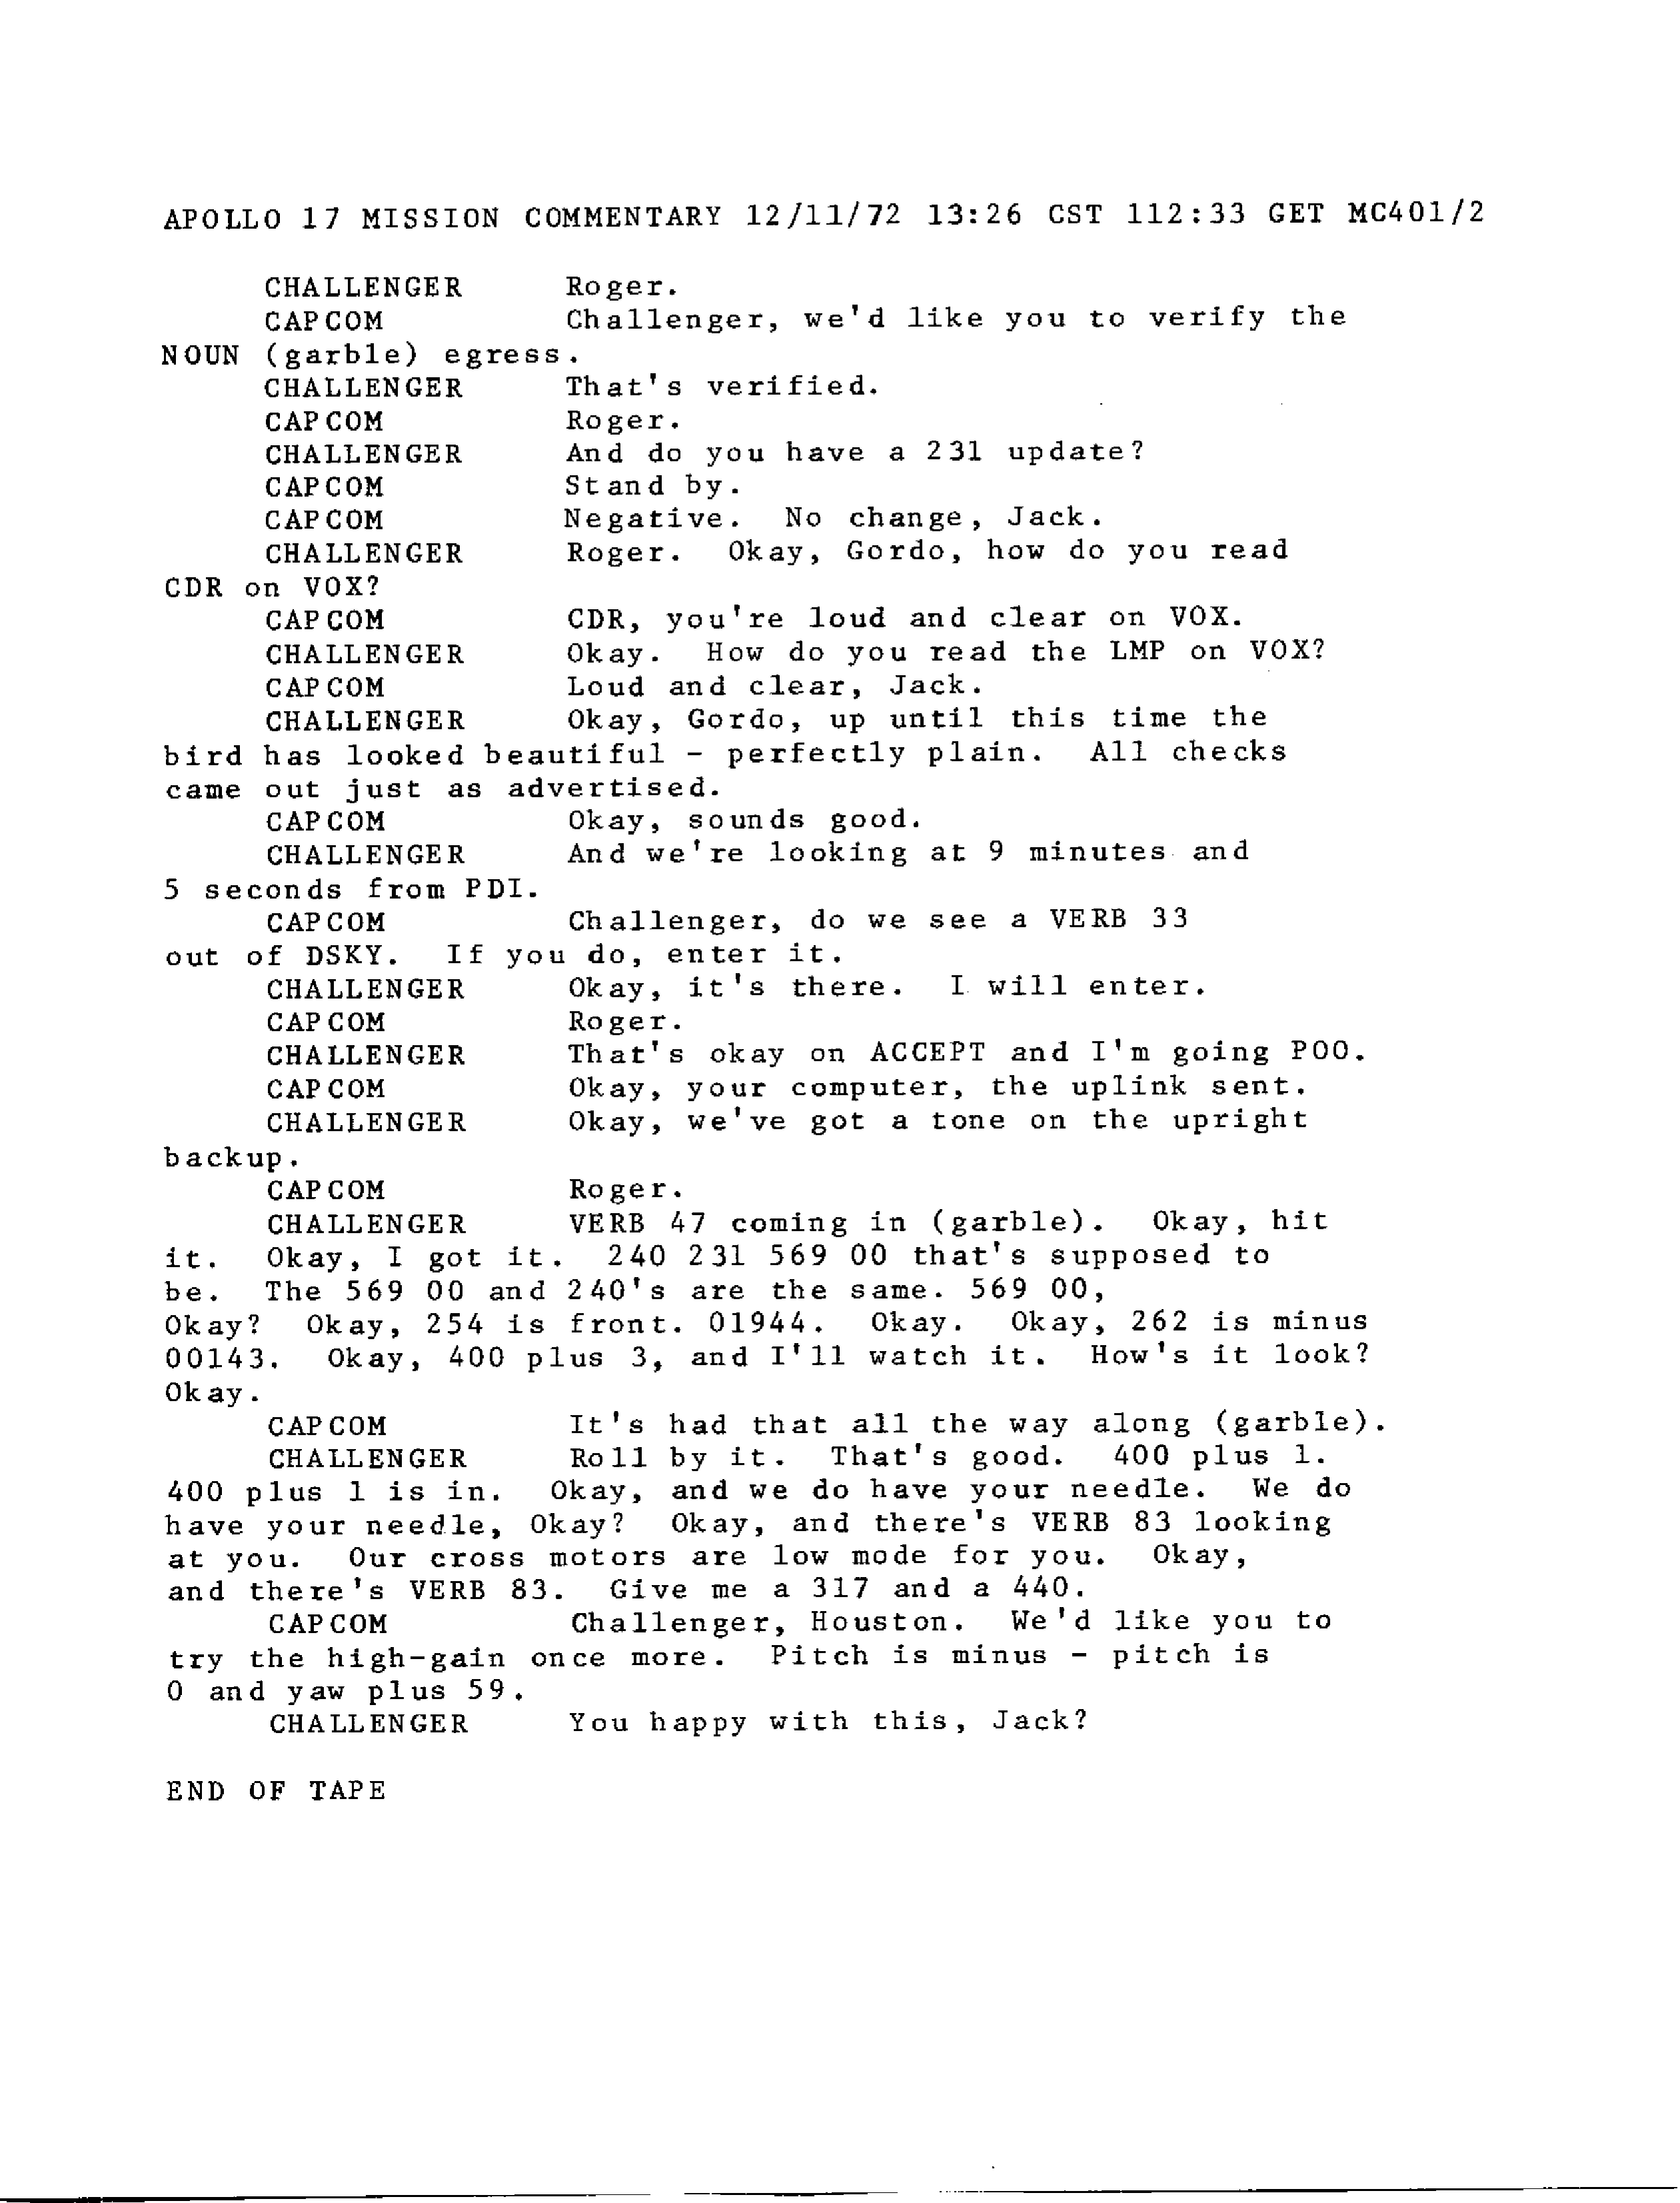 APOLLO 17 MISSION COMMENTARY 12/11/72 13:26 CST 112:33 GET MC401/2
CHALLENGER Roger.
CAPCOM Challenger, we'd like you to verify the
NOUN (garble) egress.
CHALLENGER That's verified.
CAPCOM Roger.
CHALLENGER And do you have a 231 update?
CAPCOM Stand by.
CAPCOM Negative. No change, Jack.
CHALLENGER Roger. Okay, Gordo, how do you read
CDR on VOX?
CAPCOM CDR, you're loud and clear on VOX.
CHALLENGER Okay. How do you read the LMP on VOX?
CAPCOM Loud and clear, Jack.
CHALLENGER Okay, Gordo, up until this time the
bird has looked beautiful - perfectly plain. All checks
came out just as advertised.
CAPCOM Okay, sounds good.
CHALLENGER And we're looking at 9 minutes and
5 seconds from PDI.
CAPCOM Challenger, do we see a VERB 33
out of DSKY. If you do, enter it.
CHALLENGER Okay, it's there. I will enter.
CAPCOM Roger.
CHALLENGER That's okay on ACCEPT and I'm going POO.
CAPCOM Okay, your computer, the uplink sent.
CHALLENGER Okay, we've got a tone on the upright
backup.
CAPCOM Roger.
CHALLENGER VERB 47 coming in (garble). Okay, hit
it. Okay, I got it. 240 231 569 00 that's supposed to
be. The 569 00 and 240's are the same. 569 00,
Okay? Okay, 254 is front. 01944. Okay. Okay, 262 is minus
00143. Okay, 400 plus 3, and I'll watch it. How's it look?
Okay.
CAPCOM It's had that all the way along (garble).
CHALLENGER Roll by it. That's good. 400 plus 1.
400 plus 1 is in. Okay, and we do have your needle. We do
have your needle, Okay? Okay, and there's VERB 83 looking
at you. Our cross motors are low mode for you. Okay,
and there's VERB 83. Give me a 317 and a 440.
CAPCOM Challenger, Houston. We'd like you to
try the high-gain once more. Pitch is minus - pitch is
0 and yaw plus 59.
CHALLENGER You happy with this, Jack?
END OF TAPE